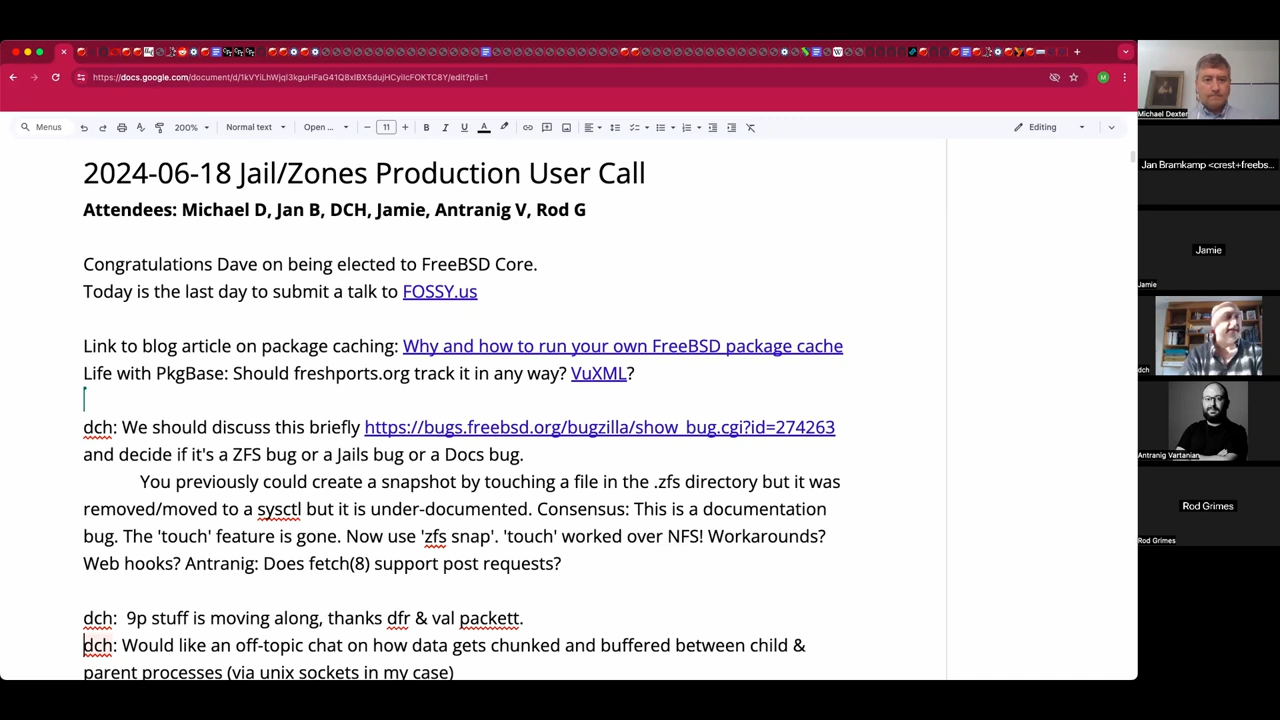 https://docs.google.com/document/d/1kVYiLhWjqI3kguHFaG41Q8xlBX5dujHCyilcFOKTC8Y/edit?pli=1
M
Menus
200%
Normal text
Open ...
11
Editing
2024-06-18 Jail/Zones Production User Call
Attendees: Michael D, Jan B, DCH, Jamie, Antranig V, Rod G
Congratulations Dave on being elected to FreeBSD Core.
Today is the last day to submit a talk to FOSSY.us
Link to blog article on package caching: Why and how to run your own FreeBSD package cache
Life with PkgBase: Should freshports.org track it in any way? VuXML?
dch: We should discuss this briefly https://bugs.freebsd.org/bugzilla/show_bug.cgi?id=274263
and decide if it's a ZFS bug or a Jails bug or a Docs bug.
You previously could create a snapshot by touching a file in the .zfs directory but it was
removed/moved to a sysctl but it is under-documented. Consensus: This is a documentation
bug. The 'touch' feature is gone. Now use 'zfs snap'. 'touch' worked over NFS! Workarounds?
Web hooks? Antranig: Does fetch(8) support post requests?
dch:  9p stuff is moving along, thanks dfr & val packett.
dch: Would like an off-topic chat on how data gets chunked and buffered between child &
parent processes (via unix sockets in my case)
Michael Dexter
Jan Bramkamp <crest+freebs...
Jamie
Jamie
dch
Antranig Vartanian
Rod Grimes
Rod Grimes